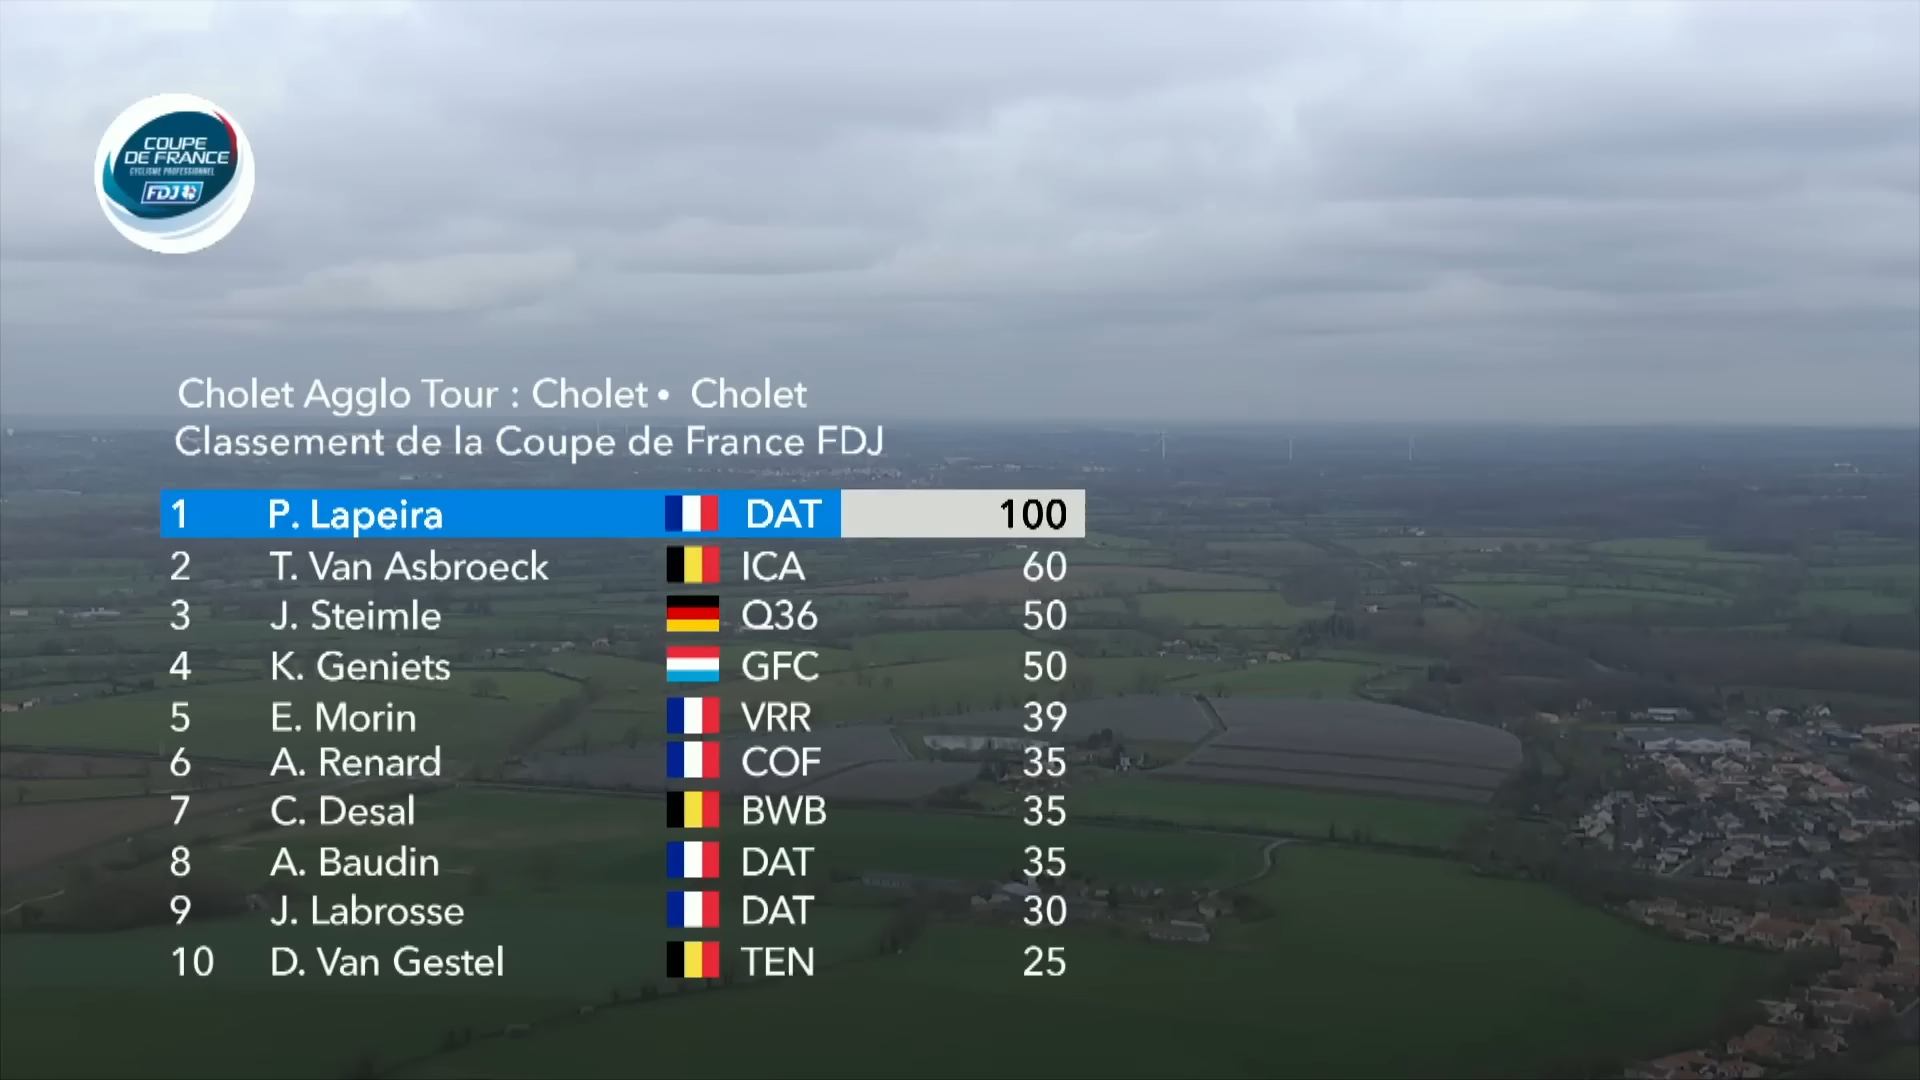 COUPE
DE FRANCE
CYCLISME PROFESSIONNEL
FDJ
Cholet Agglo Tour : Cholet • Cholet
Classement de la Coupe de France FDJ
1 P. Lapeira DAT 100
2 T. Van Asbroeck ICA 60
3 J. Steimle Q36 50
4 K. Geniets GFC 50
5 E. Morin VRR 39
6 A. Renard COF 35
7 C. Desal BWB 35
8 A. Baudin DAT 35
9 J. Labrosse DAT 30
10 D. Van Gestel TEN 25